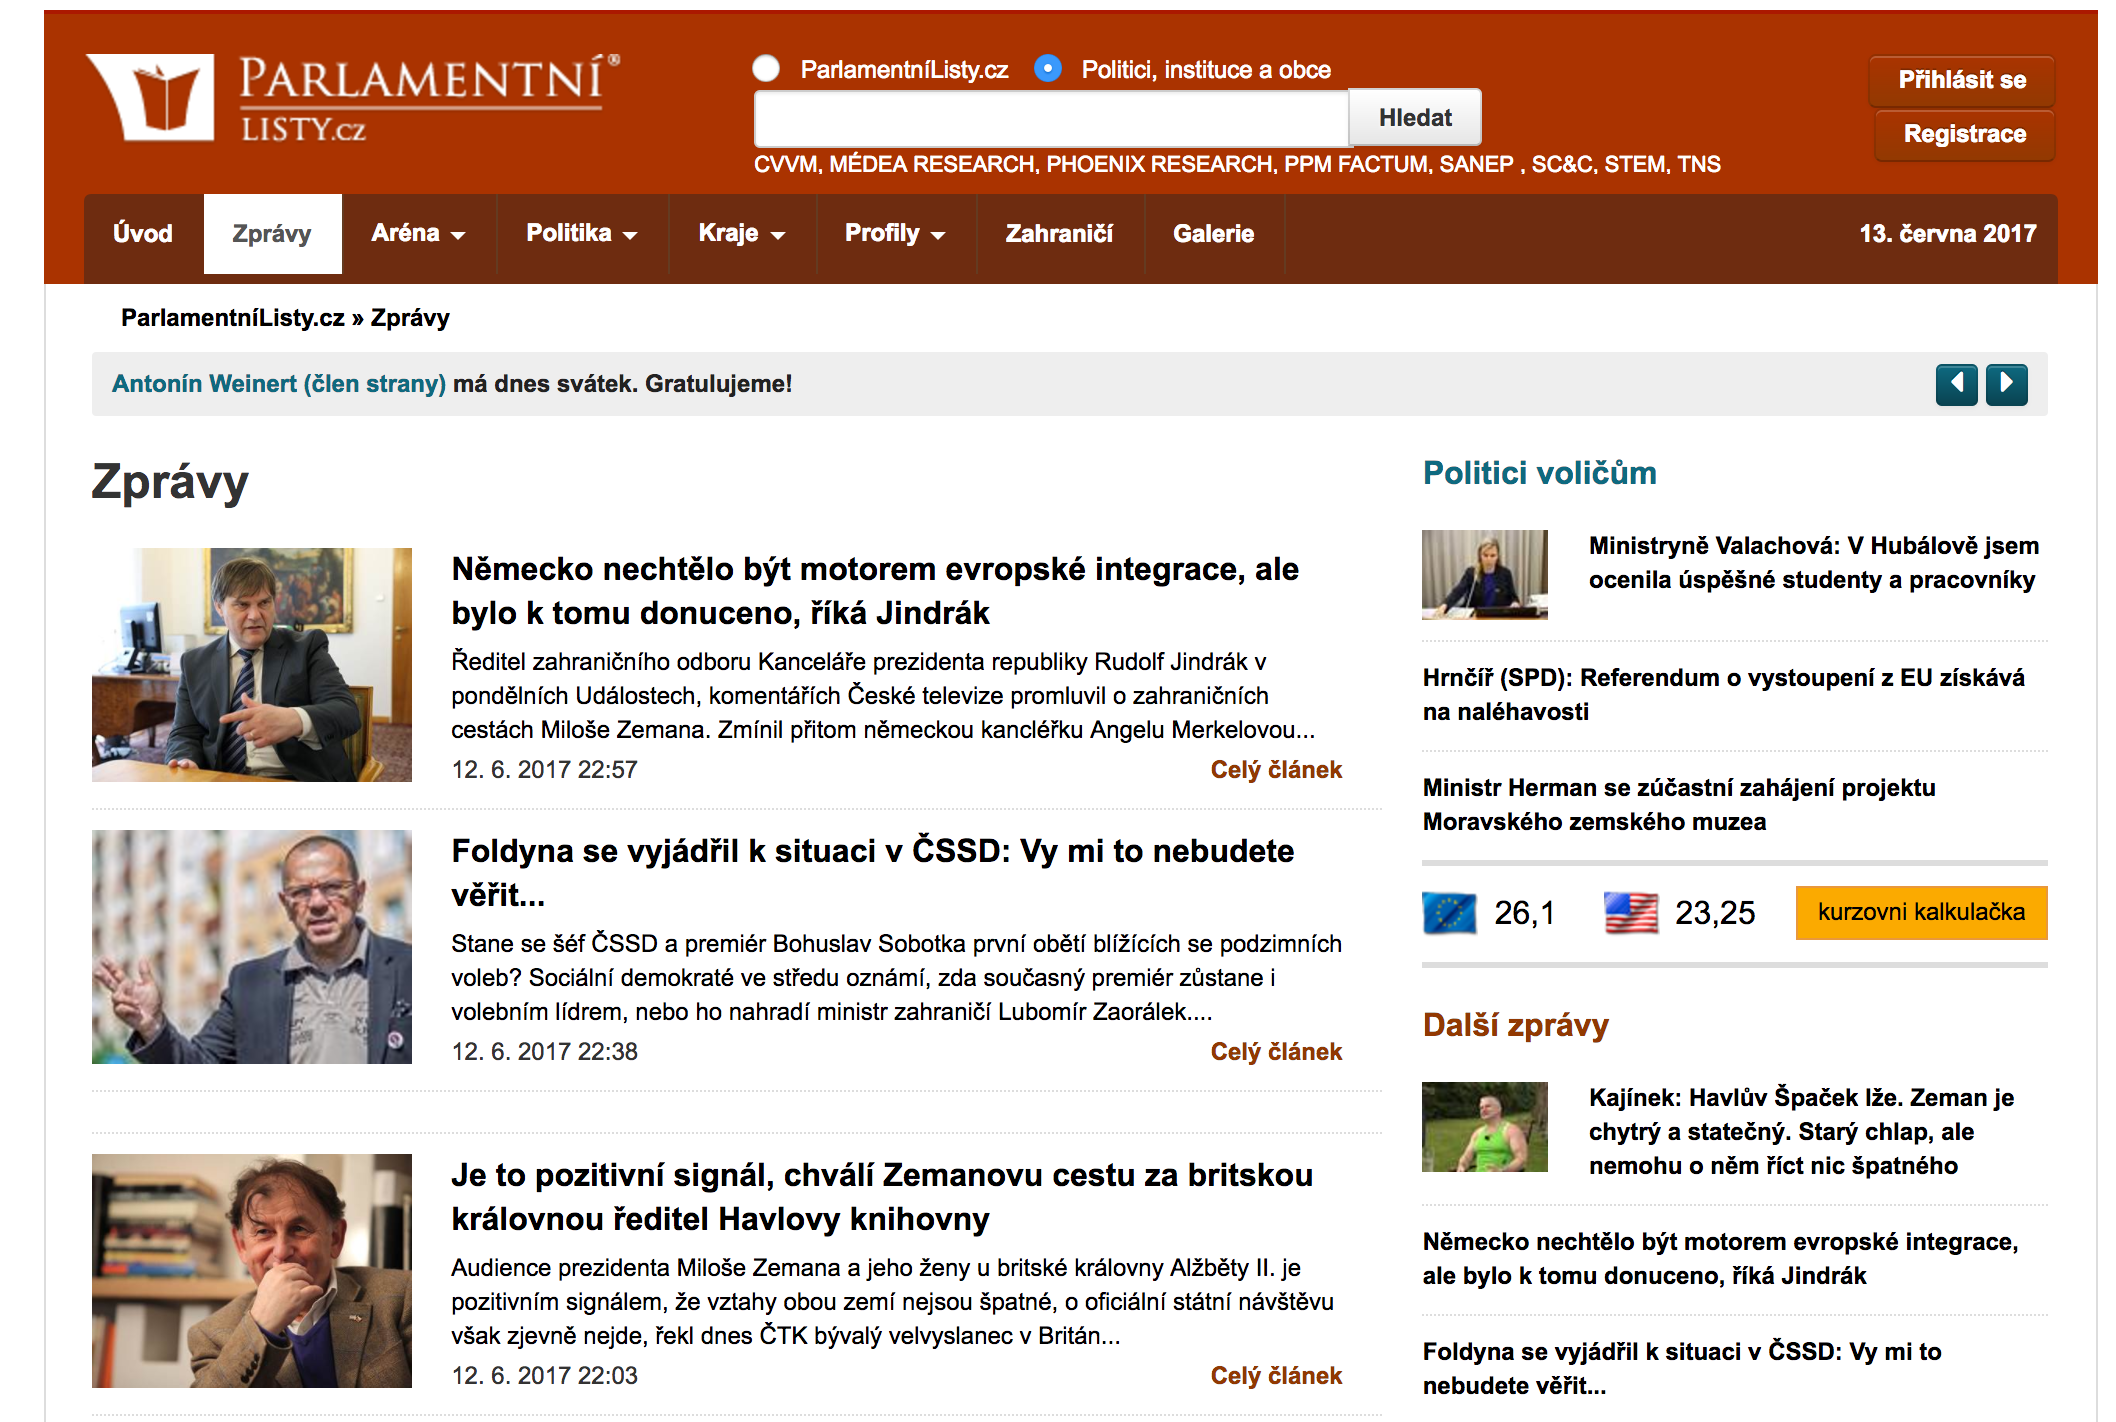 PARLAMENTNÍ®
LISTY.cz
ParlamentníListy.cz Politici, instituce a obce
Hledat
CVVM, MÉDEA RESEARCH, PHOENIX RESEARCH, PPM FACTUM, SANEP , SC&C, STEM, TNS
Přihlásit se
Registrace
Úvod Zprávy Aréna Politika Kraje Profily Zahraničí Galerie 13. června 2017
ParlamentníListy.cz » Zprávy
Antonín Weinert (člen strany) má dnes svátek. Gratulujeme!
Zprávy
Německo nechtělo být motorem evropské integrace, ale
bylo k tomu donuceno, říká Jindrák
Ředitel zahraničního odboru Kanceláře prezidenta republiky Rudolf Jindrák v
pondělních Událostech, komentářích České televize promluvil o zahraničních
cestách Miloše Zemana. Zmínil přitom německou kancléřku Angelu Merkelovou...
12. 6. 2017 22:57 Celý článek
Foldyna se vyjádřil k situaci v ČSSD: Vy mi to nebudete
věřit...
Stane se šéf ČSSD a premiér Bohuslav Sobotka první obětí blížících se podzimních
voleb? Sociální demokraté ve středu oznámí, zda současný premiér zůstane i
volebním lídrem, nebo ho nahradí ministr zahraničí Lubomír Zaorálek....
12. 6. 2017 22:38 Celý článek
Je to pozitivní signál, chválí Zemanovu cestu za britskou
královnou ředitel Havlovy knihovny
Audience prezidenta Miloše Zemana a jeho ženy u britské královny Alžběty II. je
pozitivním signálem, že vztahy obou zemí nejsou špatné, o oficiální státní návštěvu
však zjevně nejde, řekl dnes ČTK bývalý velvyslanec v Britán...
12. 6. 2017 22:03 Celý článek
Politici voličům
Ministryně Valachová: V Hubálově jsem
ocenila úspěšné studenty a pracovníky
Hrnčíř (SPD): Referendum o vystoupení z EU získává
na naléhavosti
Ministr Herman se zúčastní zahájení projektu
Moravského zemského muzea
26,1 23,25 kurzovni kalkulačka
Další zprávy
Kajínek: Havlův Špaček lže. Zeman je
chytrý a statečný. Starý chlap, ale
nemohu o něm říct nic špatného
Německo nechtělo být motorem evropské integrace,
ale bylo k tomu donuceno, říká Jindrák
Foldyna se vyjádřil k situaci v ČSSD: Vy mi to
nebudete věřit...